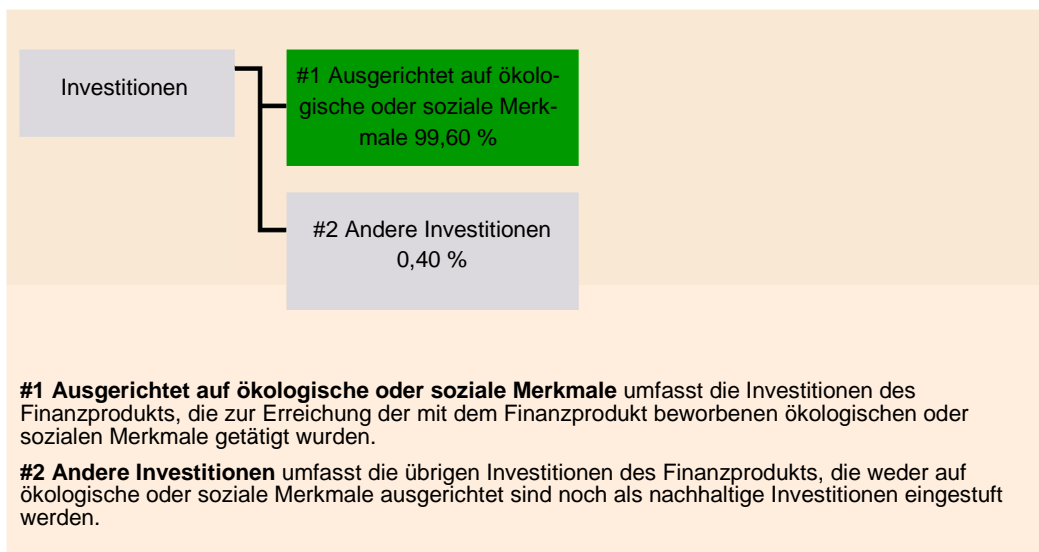 Investitionen
#1 Ausgerichtet auf ökolo-
gische oder soziale Merk-
male 99,60 %
#2 Andere Investitionen
0,40 %
#1 Ausgerichtet auf ökologische oder soziale Merkmale umfasst die Investitionen des
Finanzprodukts, die zur Erreichung der mit dem Finanzprodukt beworbenen ökologischen oder
sozialen Merkmale getätigt wurden.
#2 Andere Investitionen umfasst die übrigen Investitionen des Finanzprodukts, die weder auf
ökologische oder soziale Merkmale ausgerichtet sind noch als nachhaltige Investitionen eingestuft
werden.